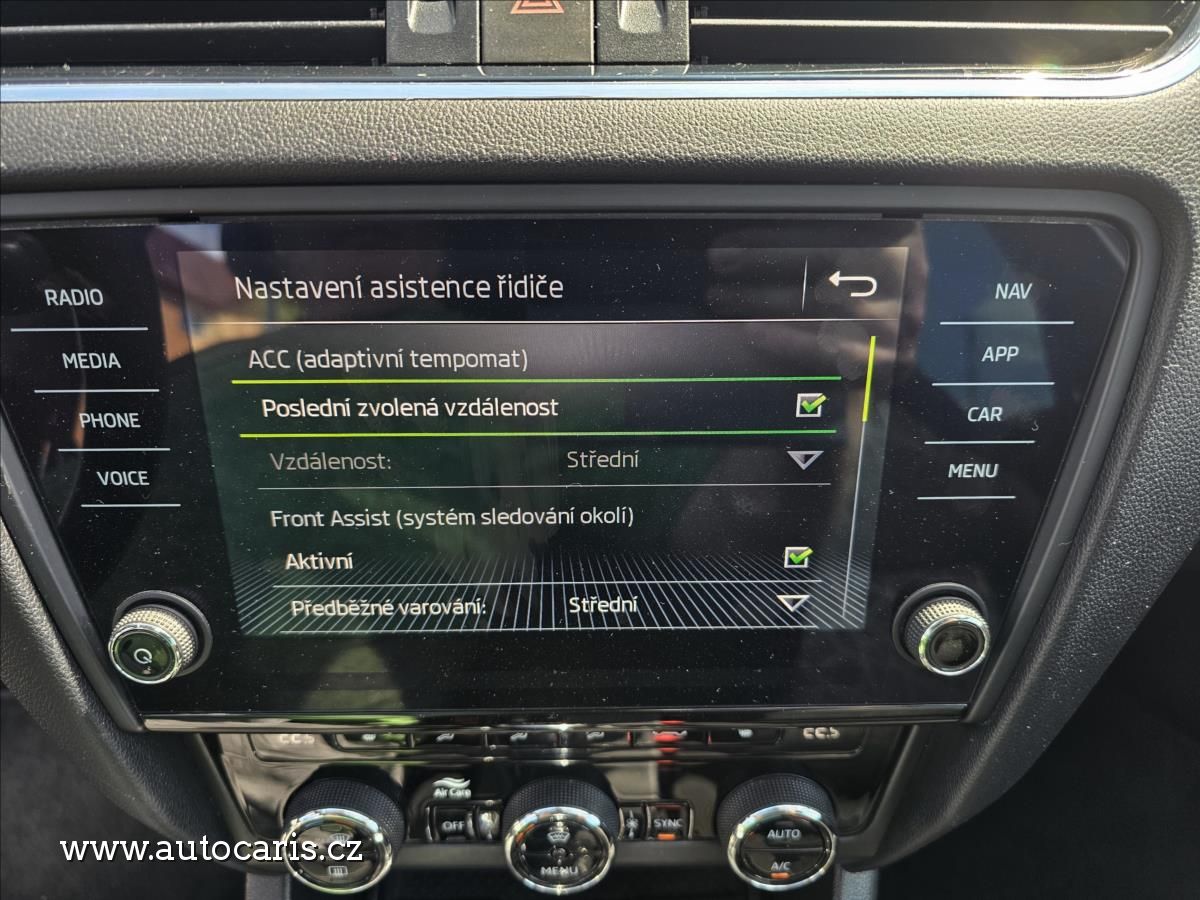 RADIO
MEDIA
PHONE
VOICE
Nastavení asistence řidiče
ACC (adaptivní tempomat)
Poslední zvolená vzdálenost
Vzdálenost: Střední
Front Assist (systém sledování okolí)
Aktivní
Předběžné varování: Střední
NAV
APP
CAR
MENU
Air Care
OFF
MENU
SYNC
AUTO
A/C
www.autocaris.cz